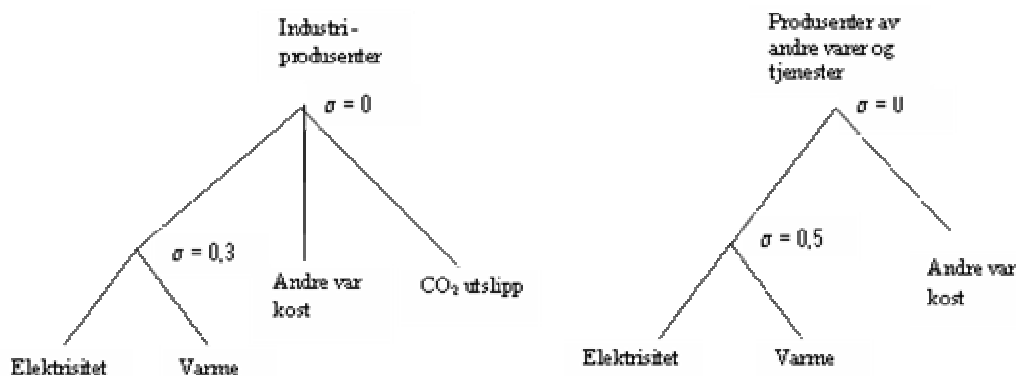 Industri-
produsenter
σ = 0
σ = 0,3
Andre var
kost
CO₂ utslipp
Elektrisitet
Varme
Produsenter av
andre varer og
tjenester
σ = 0
σ = 0,5
Andre var
kost
Elektrisitet
Varme